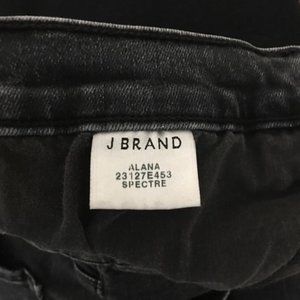 J BRAND
ALANA
23127E453
SPECTRE